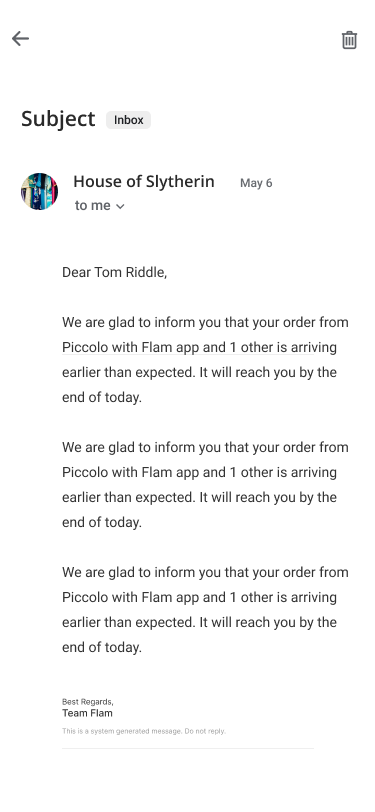 Subject Inbox
House of Slytherin May 6
to me
Dear Tom Riddle,
We are glad to inform you that your order from
Piccolo with Flam app and 1 other is arriving
earlier than expected. It will reach you by the
end of today.
We are glad to inform you that your order from
Piccolo with Flam app and 1 other is arriving
earlier than expected. It will reach you by the
end of today.
We are glad to inform you that your order from
Piccolo with Flam app and 1 other is arriving
earlier than expected. It will reach you by the
end of today.
Best Regards,
Team Flam
This is a system generated message. Do not reply.